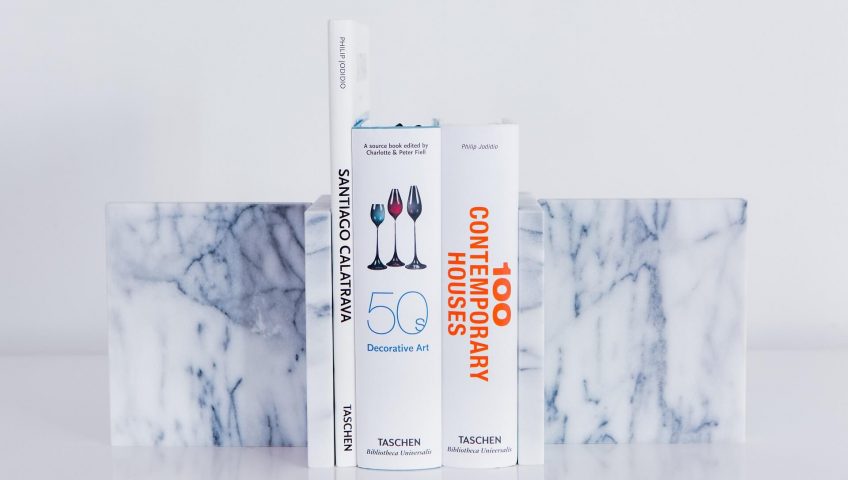 PHILIP JODIDIO
SANTIAGO CALATRAVA
TASCHEN
A source book edited by
Charlotte & Peter Fiell
50s
Decorative Art
TASCHEN
Bibliotheca Universalis
Philip Jodidio
100
CONTEMPORARY
HOUSES
TASCHEN
Bibliotheca Universalis